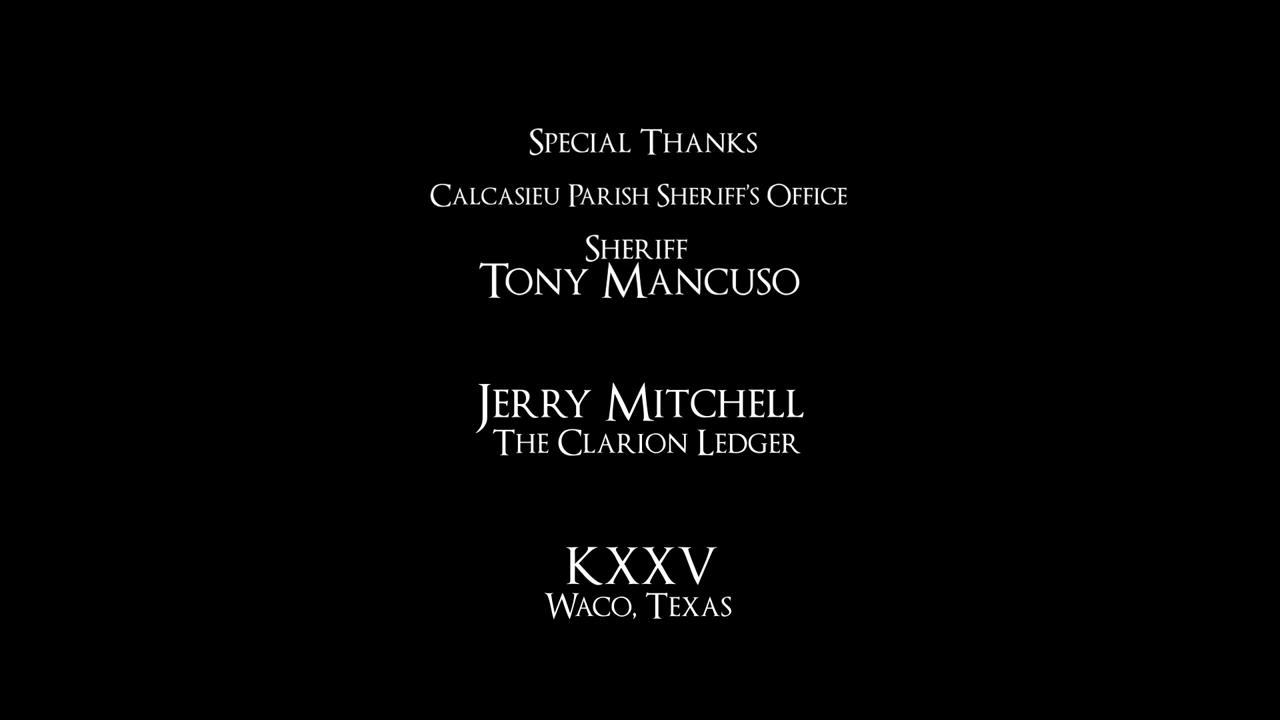 Special Thanks
Calcasieu Parish Sheriff's Office
Sheriff
Tony Mancuso
Jerry Mitchell
The Clarion Ledger
KXXV
Waco, Texas